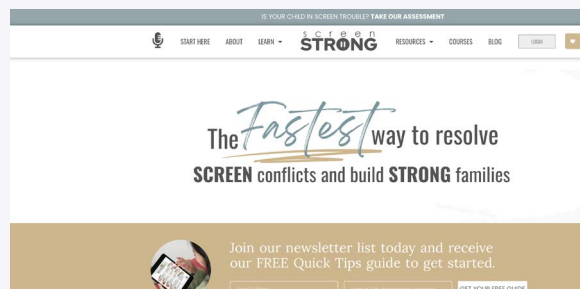 IS YOUR CHILD IN SCREEN TROUBLE? TAKE OUR ASSESSMENT
START HERE ABOUT LEARN screen STRONG RESOURCES COURSES BLOG LOGIN
The Fastest way to resolve
SCREEN conflicts and build STRONG families
Join our newsletter list today and receive
our FREE Quick Tips guide to get started.
GET YOUR FREE GUIDE